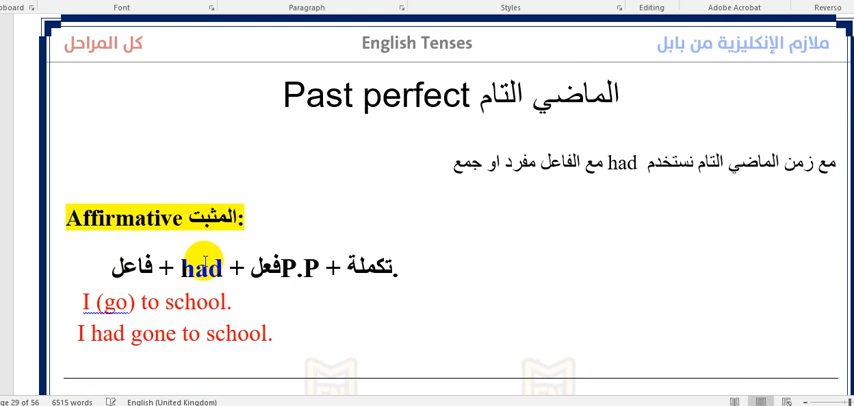 pboard Font Paragraph Styles Editing Adobe Acrobat Reverso
كل المراحل English Tenses ملازم الإنكليزية من بابل
Past perfect الماضي التام
مع زمن الماضي التام نستخدم had مع الفاعل مفرد او جمع
Affirmative المثبت:
فاعل + had + فعل P.P + تكملة.
I (go) to school.
I had gone to school.
age 29 of 56 6515 words English (United Kingdom)